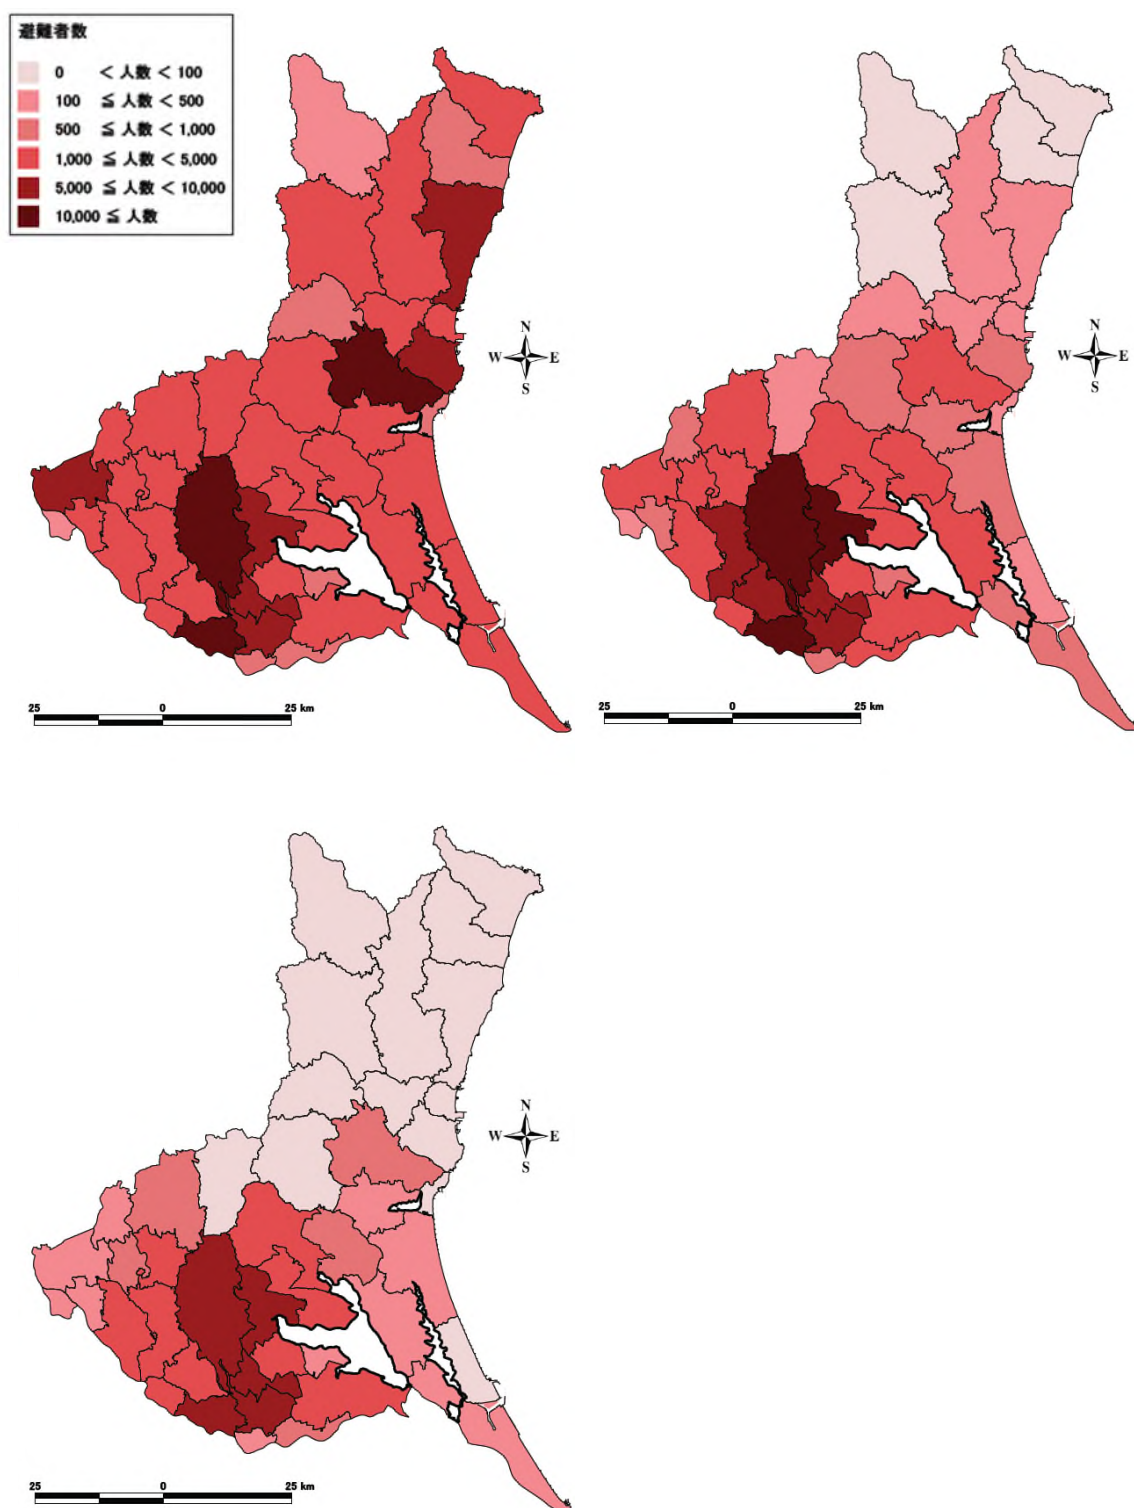 避難者数
0 < 人数 < 100
100 ≦ 人数 < 500
500 ≦ 人数 < 1,000
1,000 ≦ 人数 < 5,000
5,000 ≦ 人数 < 10,000
10,000 ≦ 人数
N
W E
S
25 0 25 km
N
W E
S
25 0 25 km
N
W E
S
25 0 25 km